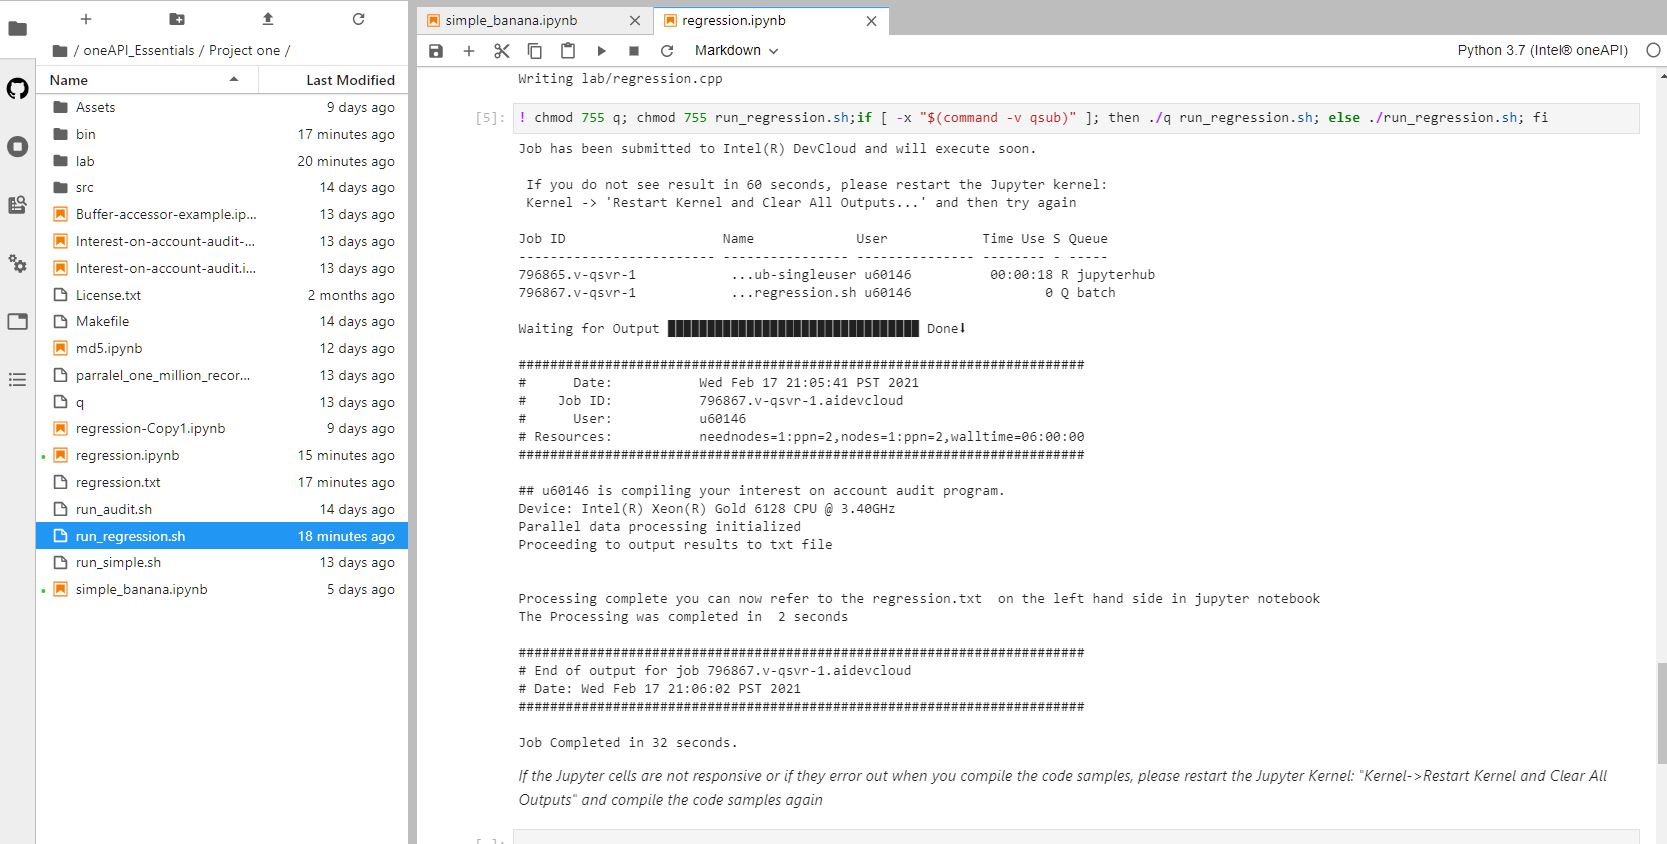 / oneAPI_Essentials / Project one /
Name Last Modified
Assets 9 days ago
bin 17 minutes ago
lab 20 minutes ago
src 14 days ago
Buffer-accessor-example.ip... 13 days ago
Interest-on-account-audit-... 13 days ago
Interest-on-account-audit.i... 13 days ago
License.txt 2 months ago
Makefile 14 days ago
md5.ipynb 12 days ago
parralel_one_million_recor... 13 days ago
q 13 days ago
regression-Copy1.ipynb 9 days ago
regression.ipynb 15 minutes ago
regression.txt 17 minutes ago
run_audit.sh 14 days ago
run_regression.sh 18 minutes ago
run_simple.sh 13 days ago
simple_banana.ipynb 5 days ago
simple_banana.ipynb regression.ipynb
Markdown Python 3.7 (Intel® oneAPI)
Writing lab/regression.cpp
[5]: ! chmod 755 q; chmod 755 run_regression.sh;if [ -x "$(command -v qsub)" ]; then ./q run_regression.sh; else ./run_regression.sh; fi
Job has been submitted to Intel(R) DevCloud and will execute soon.
If you do not see result in 60 seconds, please restart the Jupyter kernel:
Kernel -> 'Restart Kernel and Clear All Outputs...' and then try again
Job ID Name User Time Use S Queue
------------------------- ---------------- --------------- -------- - -----
796865.v-qsvr-1 ...ub-singleuser u60146 00:00:18 R jupyterhub
796867.v-qsvr-1 ...regression.sh u60146 0 Q batch
Waiting for Output ████████████████████████████████ Done⬇
########################################################################
# Date: Wed Feb 17 21:05:41 PST 2021
# Job ID: 796867.v-qsvr-1.aidevcloud
# User: u60146
# Resources: neednodes=1:ppn=2,nodes=1:ppn=2,walltime=06:00:00
########################################################################
## u60146 is compiling your interest on account audit program.
Device: Intel(R) Xeon(R) Gold 6128 CPU @ 3.40GHz
Parallel data processing initialized
Proceeding to output results to txt file
Processing complete you can now refer to the regression.txt on the left hand side in jupyter notebook
The Processing was completed in 2 seconds
########################################################################
# End of output for job 796867.v-qsvr-1.aidevcloud
# Date: Wed Feb 17 21:06:02 PST 2021
########################################################################
Job Completed in 32 seconds.
If the Jupyter cells are not responsive or if they error out when you compile the code samples, please restart the Jupyter Kernel: "Kernel->Restart Kernel and Clear All
Outputs" and compile the code samples again
[ ]: